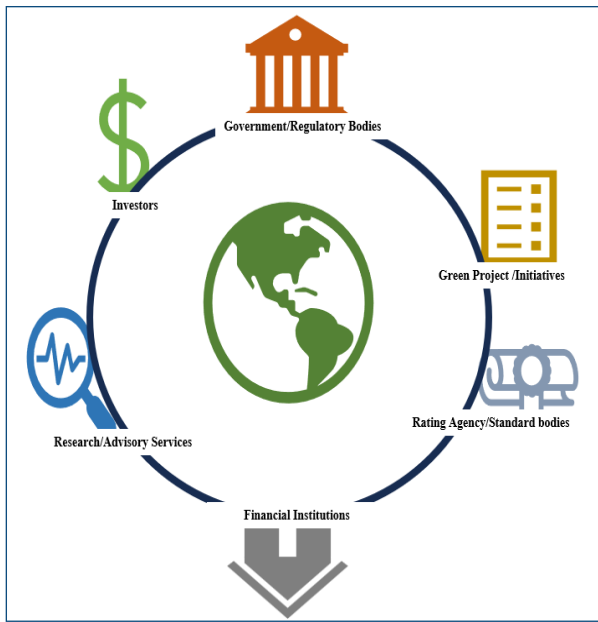 Government/Regulatory Bodies
Investors
Green Project /Initiatives
Rating Agency/Standard bodies
Research/Advisory Services
Financial Institutions